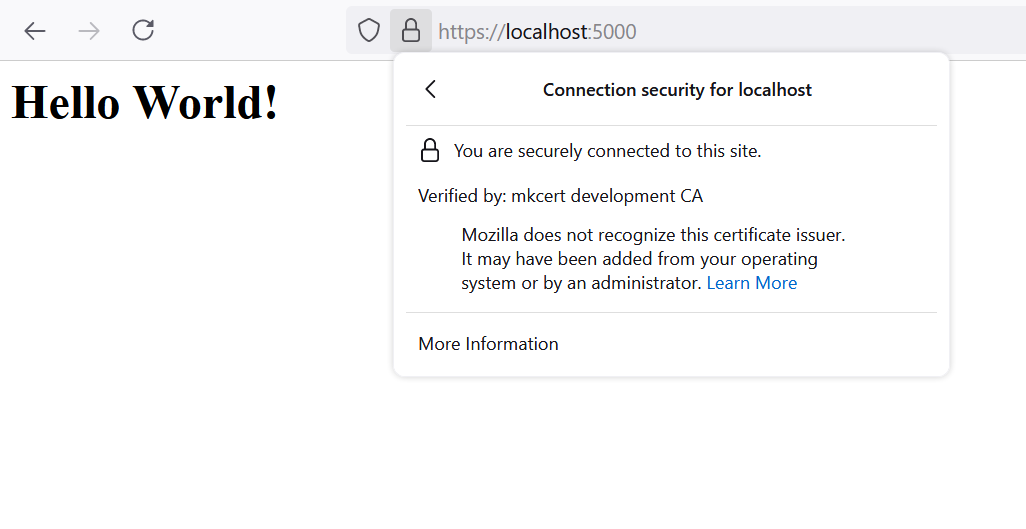 https://localhost:5000
Hello World!
Connection security for localhost
You are securely connected to this site.
Verified by: mkcert development CA
Mozilla does not recognize this certificate issuer.
It may have been added from your operating
system or by an administrator. Learn More
More Information